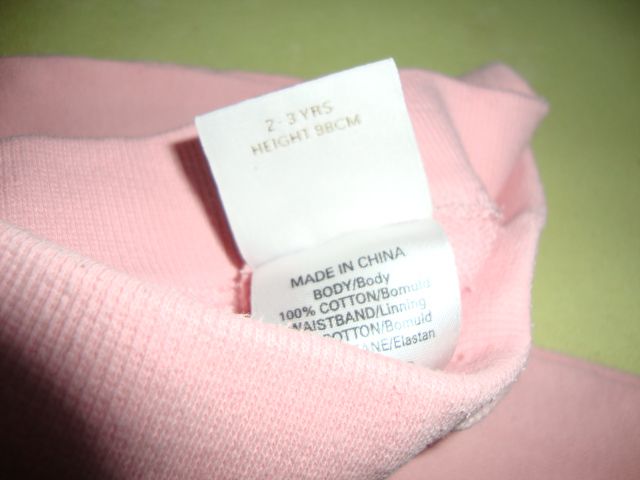 2-3 YRS
HEIGHT 98CM
MADE IN CHINA
BODY/Body
100% COTTON/Bomuld
WAISTBAND/Linning
COTTON/Bomuld
ANE/Elastan